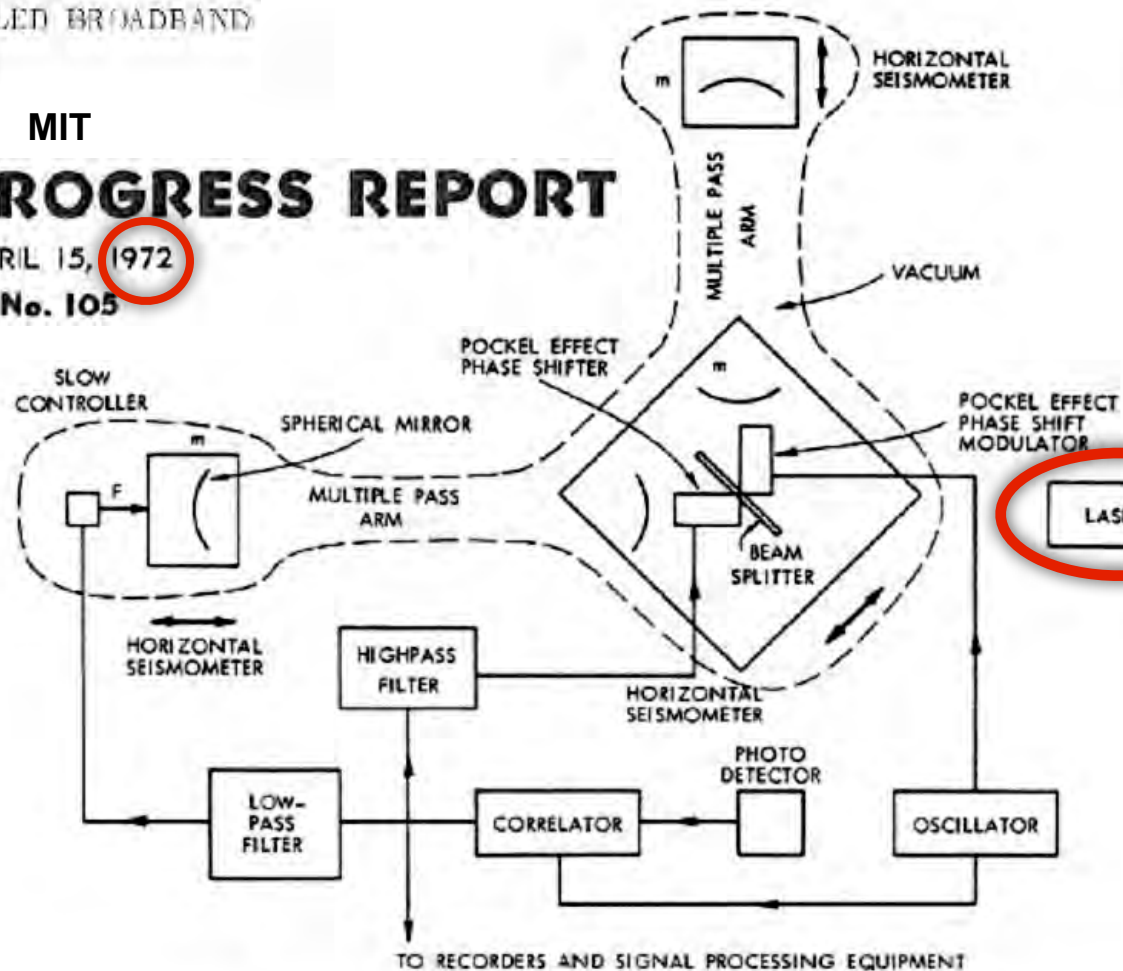 LED BROADBAND
MIT
ROGRESS REPORT
RIL 15, 1972
No. 105
HORIZONTAL
SEISMOMETER
m
MULTIPLE PASS
ARM
VACUUM
POCKEL EFFECT
PHASE SHIFTER
m
SLOW
CONTROLLER
m
SPHERICAL MIRROR
POCKEL EFFECT
PHASE SHIFT
MODULATOR
F
MULTIPLE PASS
ARM
LAS
BEAM
SPLITTER
HORIZONTAL
SEISMOMETER
HIGHPASS
FILTER
HORIZONTAL
SEISMOMETER
PHOTO
DETECTOR
LOW-
PASS
FILTER
CORRELATOR
OSCILLATOR
TO RECORDERS AND SIGNAL PROCESSING EQUIPMENT